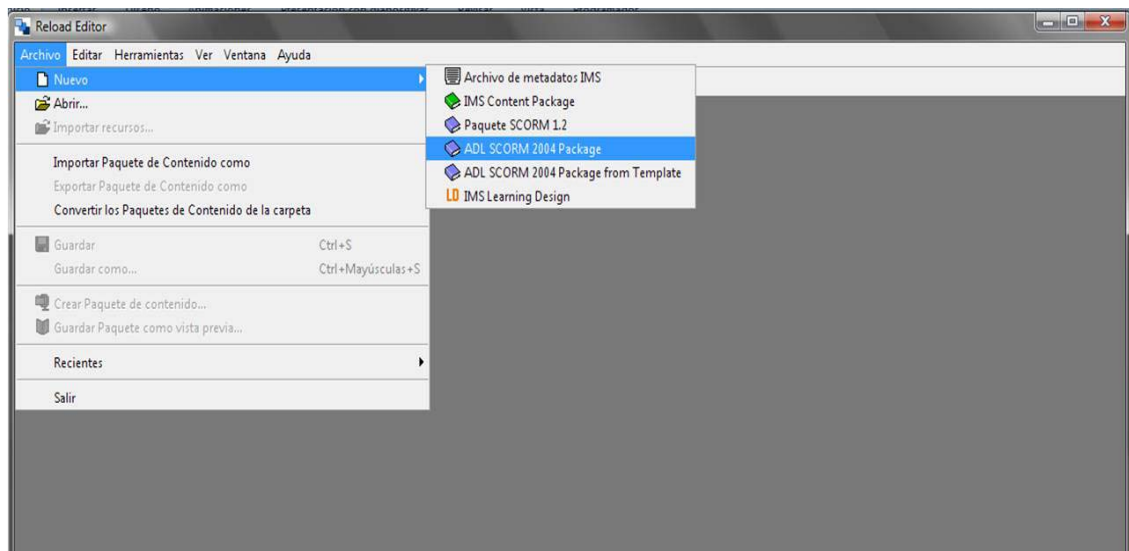 Reload Editor
Archivo Editar Herramientas Ver Ventana Ayuda
Nuevo
Abrir...
Importar recursos...
Importar Paquete de Contenido como
Exportar Paquete de Contenido como
Convertir los Paquetes de Contenido de la carpeta
Guardar Ctrl+S
Guardar como... Ctrl+Mayúsculas+S
Crear Paquete de contenido...
Guardar Paquete como vista previa...
Recientes
Salir
Archivo de metadatos IMS
IMS Content Package
Paquete SCORM 1.2
ADL SCORM 2004 Package
ADL SCORM 2004 Package from Template
LD IMS Learning Design